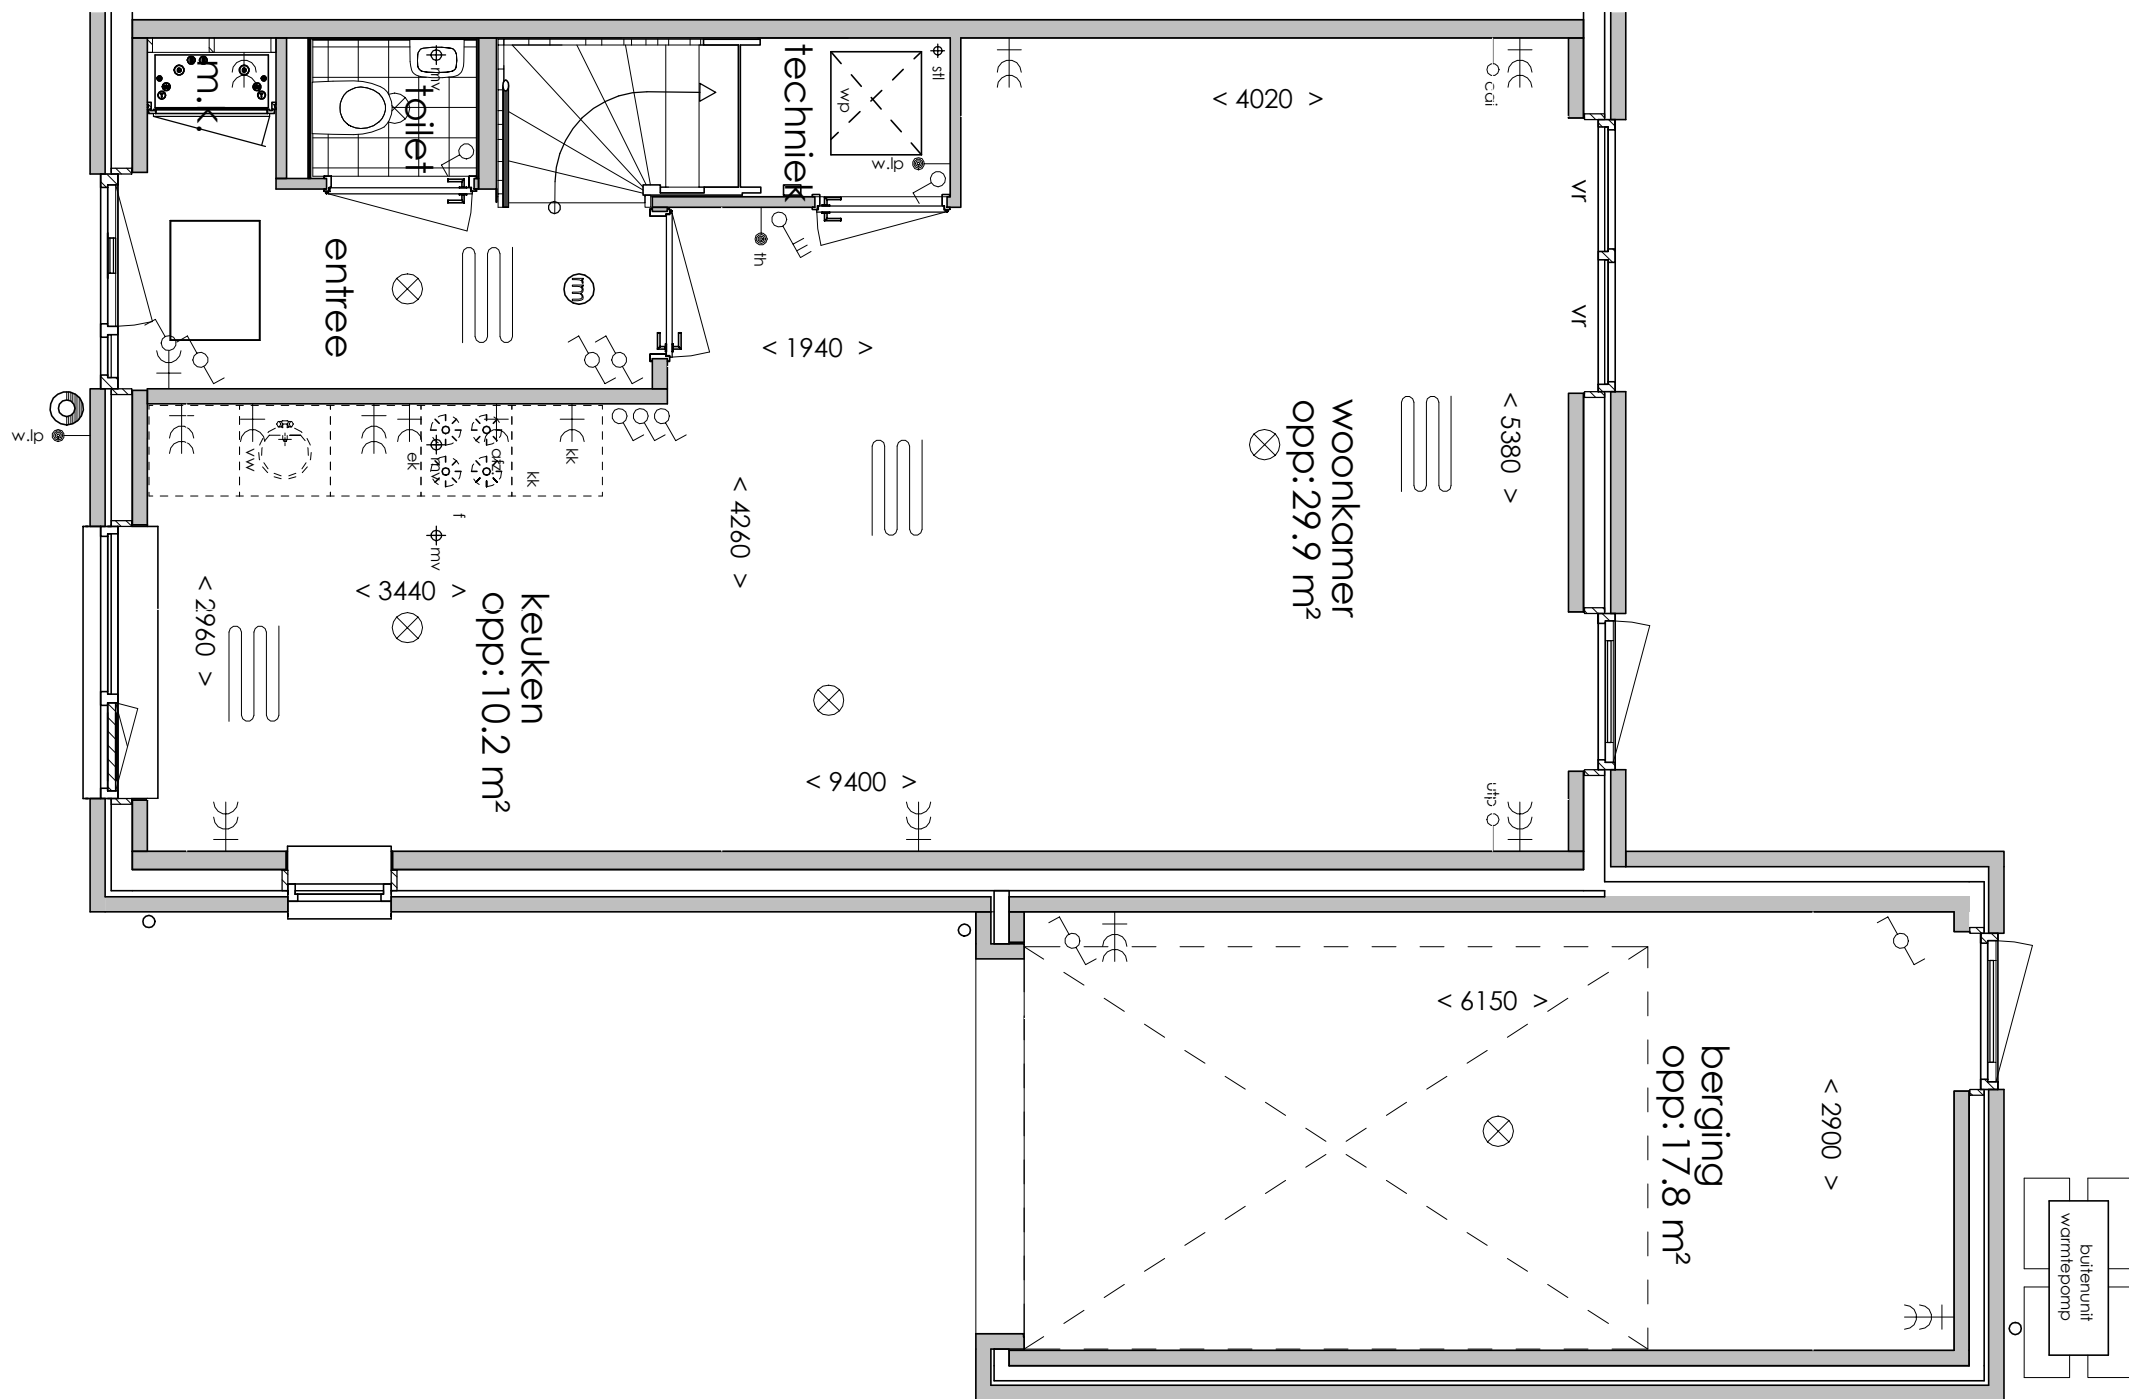 m.k
toilet
mv
techniek
wp
stl
w.lp
< 4020 >
cai
vr
vr
entree
rm
th
< 1940 >
w.lp
vw
ek
mv
kk
kk
f
mv
< 2960 >
< 3440 >
keuken
opp: 10.2 m²
< 4260 >
woonkamer
opp: 29.9 m²
< 5380 >
< 9400 >
utp
< 6150 >
berging
opp: 17.8 m²
< 2900 >
buitenunit
warmtepomp